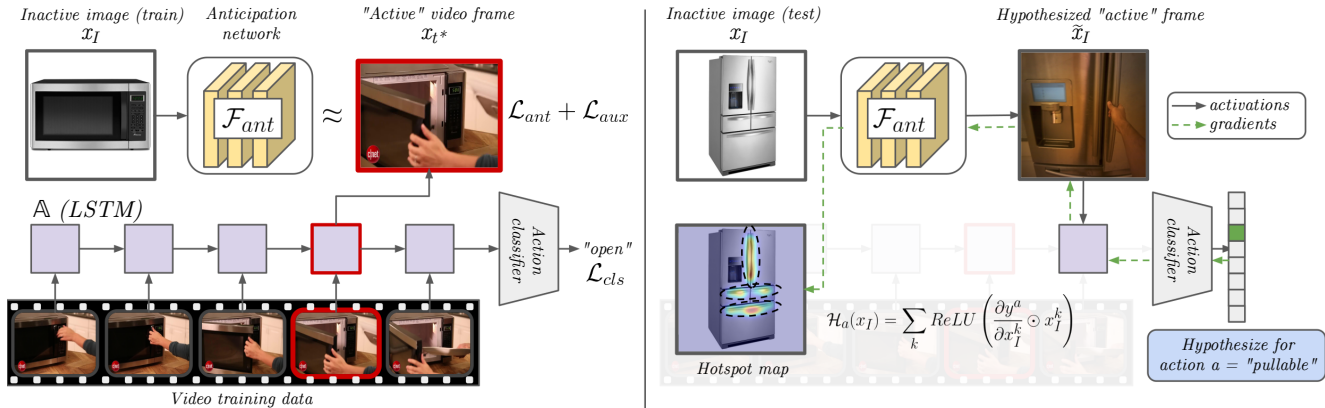 Inactive image (train)
x_I
Anticipation
network
"Active" video frame
x_{t*}
F_ant
≈
cnet
L_ant + L_aux
𝔸 (LSTM)
Action
classifier
"open"
L_cls
Video training data
Inactive image (test)
x_I
Hypothesized "active" frame
x̃_I
F_ant
activations
gradients
Action
classifier
H_a(x_I) = ∑_k ReLU ( ∂y^a / ∂x_I^k ⊙ x_I^k )
Hotspot map
Hypothesize for
action a = "pullable"